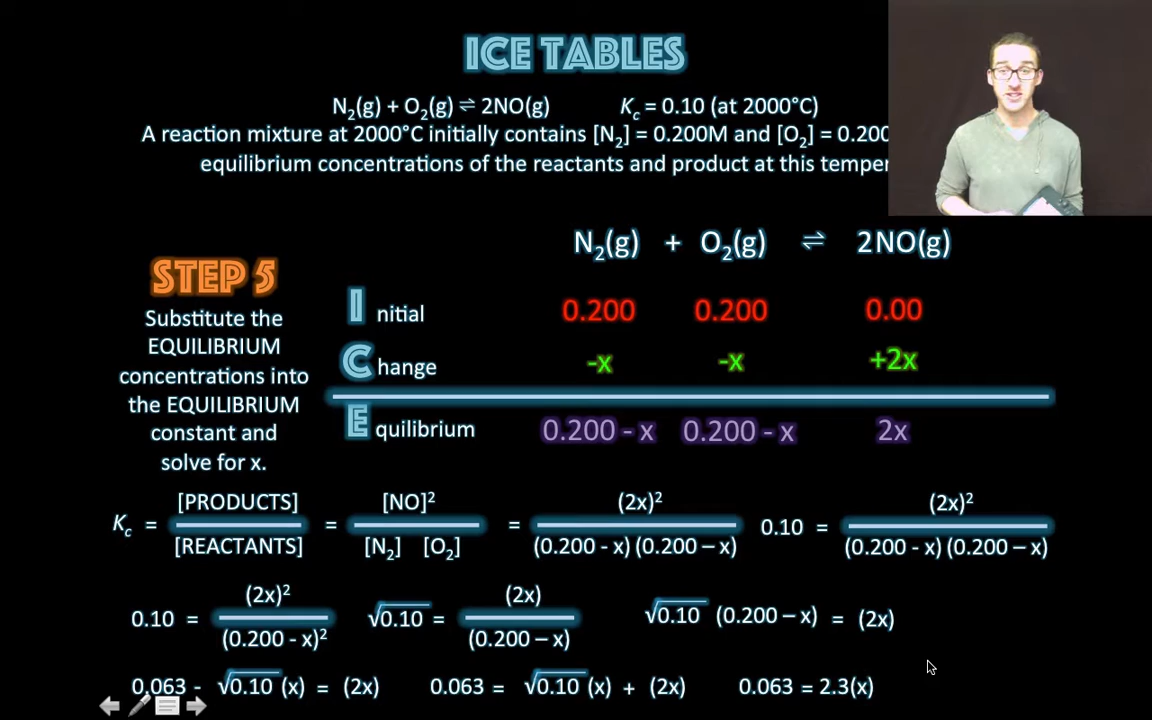 ICE TABLES
N₂(g) + O₂(g) ⇌ 2NO(g) K꜀ = 0.10 (at 2000°C)
A reaction mixture at 2000°C initially contains [N₂] = 0.200M and [O₂] = 0.200
equilibrium concentrations of the reactants and product at this temper
N₂(g) + O₂(g) ⇌ 2NO(g)
STEP 5
Substitute the
EQUILIBRIUM
concentrations into
the EQUILIBRIUM
constant and
solve for x.
Initial 0.200 0.200 0.00
Change -x -x +2x
Equilibrium 0.200 - x 0.200 - x 2x
K꜀ = [PRODUCTS] / [REACTANTS] = [NO]² / [N₂] [O₂] = (2x)² / (0.200 - x) (0.200 – x) 0.10 = (2x)² / (0.200 - x) (0.200 – x)
0.10 = (2x)² / (0.200 - x)² √0.10 = (2x) / (0.200 – x) √0.10 (0.200 – x) = (2x)
0.063 - √0.10 (x) = (2x) 0.063 = √0.10 (x) + (2x) 0.063 = 2.3(x)